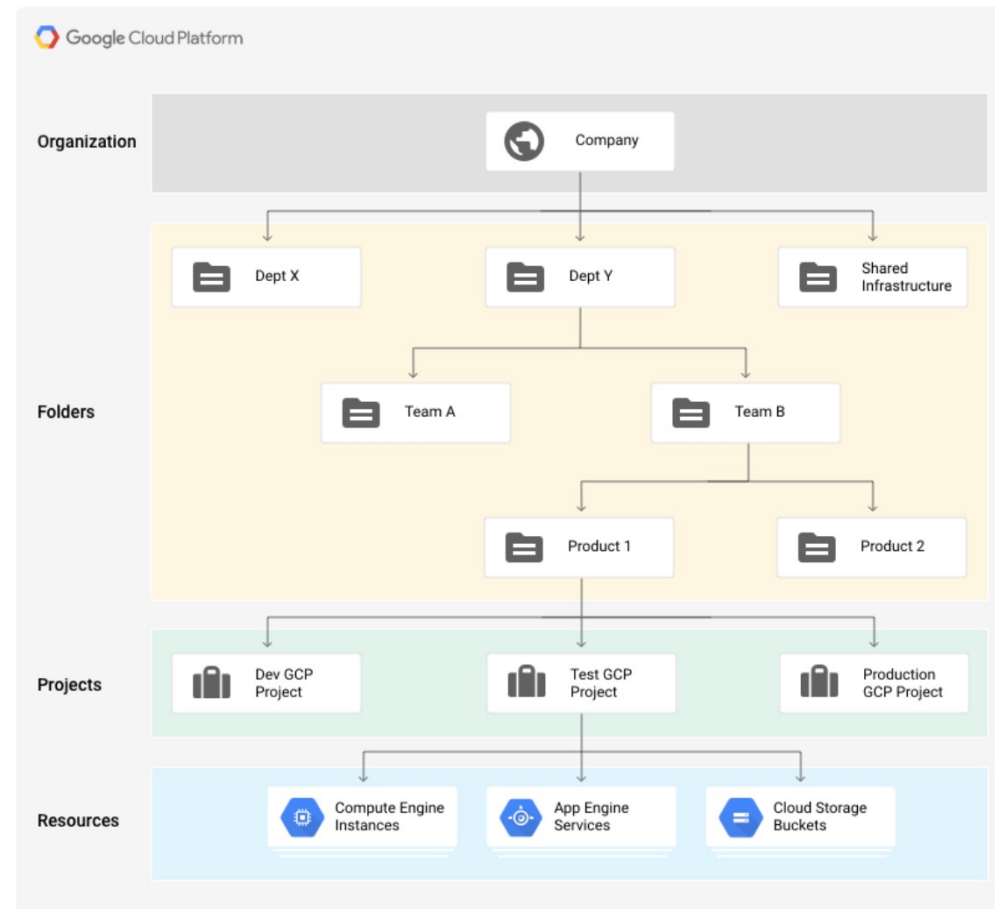 Google Cloud Platform
Organization
Company
Dept X
Dept Y
Shared
Infrastructure
Folders
Team A
Team B
Product 1
Product 2
Projects
Dev GCP
Project
Test GCP
Project
Production
GCP Project
Resources
Compute Engine
Instances
App Engine
Services
Cloud Storage
Buckets